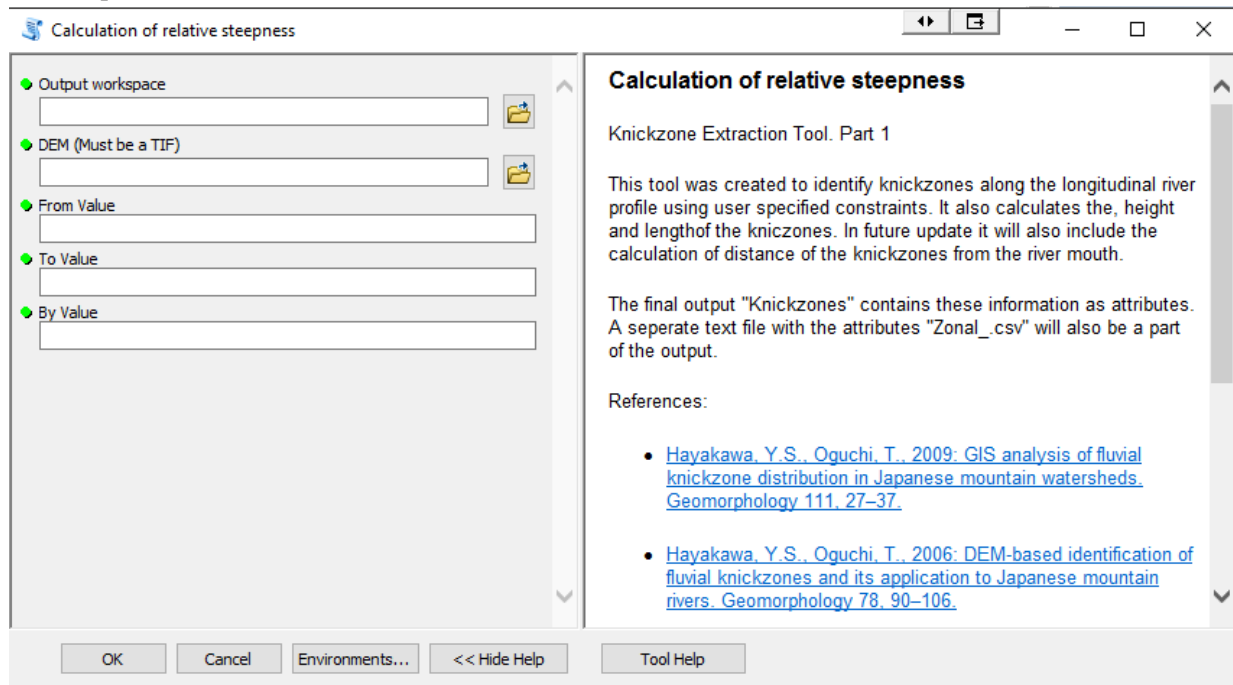 Calculation of relative steepness
Output workspace
DEM (Must be a TIF)
From Value
To Value
By Value
Calculation of relative steepness
Knickzone Extraction Tool. Part 1
This tool was created to identify knickzones along the longitudinal river
profile using user specified constraints. It also calculates the, height
and lengthof the kniczones. In future update it will also include the
calculation of distance of the knickzones from the river mouth.
The final output "Knickzones" contains these information as attributes.
A seperate text file with the attributes "Zonal_.csv" will also be a part
of the output.
References:
Hayakawa, Y.S., Oguchi, T., 2009: GIS analysis of fluvial
knickzone distribution in Japanese mountain watersheds.
Geomorphology 111, 27–37.
Hayakawa, Y.S., Oguchi, T., 2006: DEM-based identification of
fluvial knickzones and its application to Japanese mountain
rivers. Geomorphology 78, 90–106.
OK
Cancel
Environments...
<< Hide Help
Tool Help